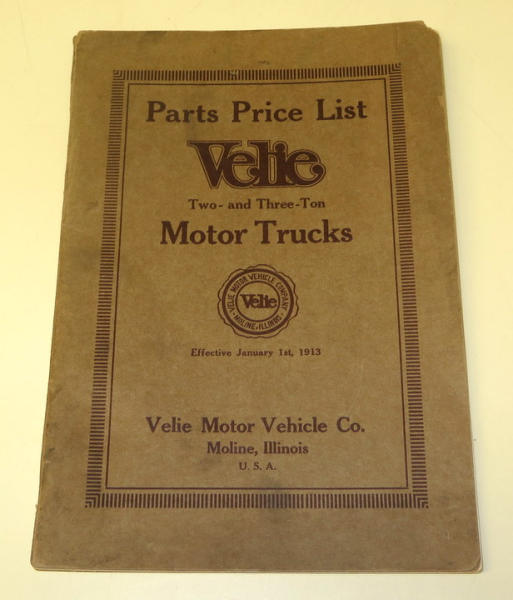 Parts Price List
Velie
Two- and Three-Ton
Motor Trucks
VELIE MOTOR VEHICLE COMPANY
Velie
MOLINE, ILLINOIS
Effective January 1st, 1913
Velie Motor Vehicle Co.
Moline, Illinois
U. S. A.